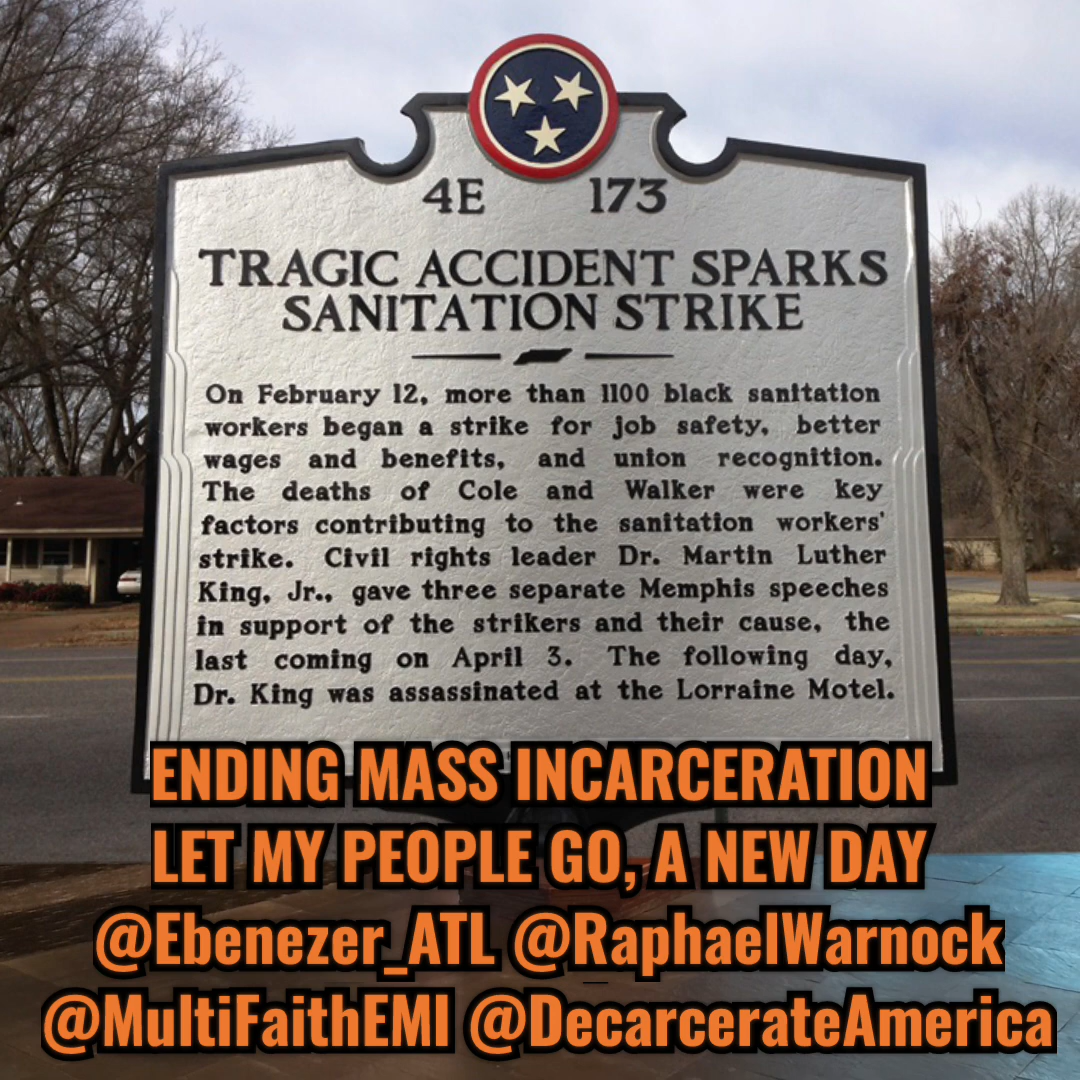 4E 173
TRAGIC ACCIDENT SPARKS
SANITATION STRIKE
On February 12, more than 1100 black sanitation
workers began a strike for job safety, better
wages and benefits, and union recognition.
The deaths of Cole and Walker were key
factors contributing to the sanitation workers'
strike. Civil rights leader Dr. Martin Luther
King, Jr., gave three separate Memphis speeches
in support of the strikers and their cause, the
last coming on April 3. The following day,
Dr. King was assassinated at the Lorraine Motel.
ENDING MASS INCARCERATION
LET MY PEOPLE GO, A NEW DAY
@Ebenezer_ATL @RaphaelWarnock
@MultiFaithEMI @DecarcerateAmerica